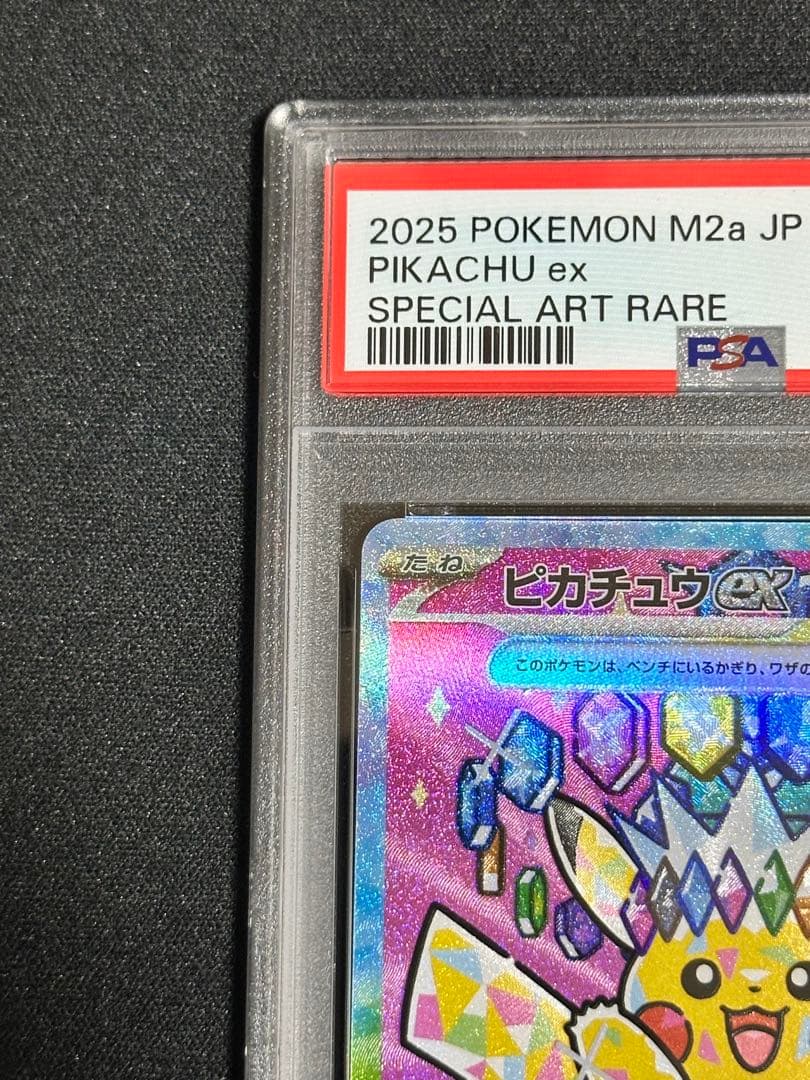 2025 POKEMON M2a JP
PIKACHU ex
SPECIAL ART RARE
PSA
たね
ピカチュウex
このポケモンは、ベンチにいるかぎり、ワザの